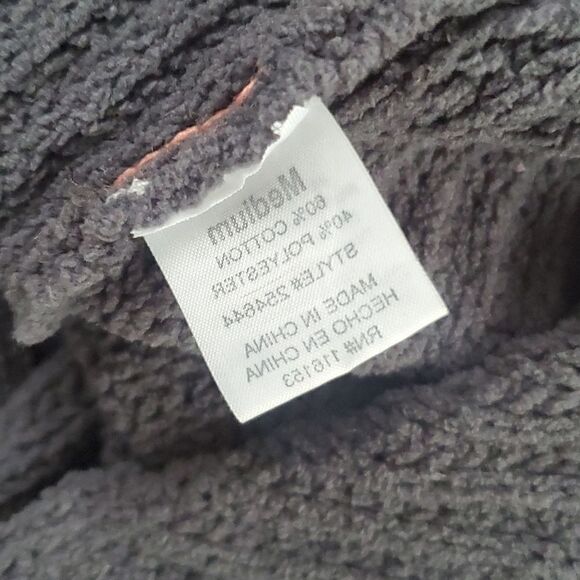 Medium
60% COTTON
40% POLYESTER
STYLE# 254644
MADE IN CHINA
HECHO EN CHINA
RN# 116153